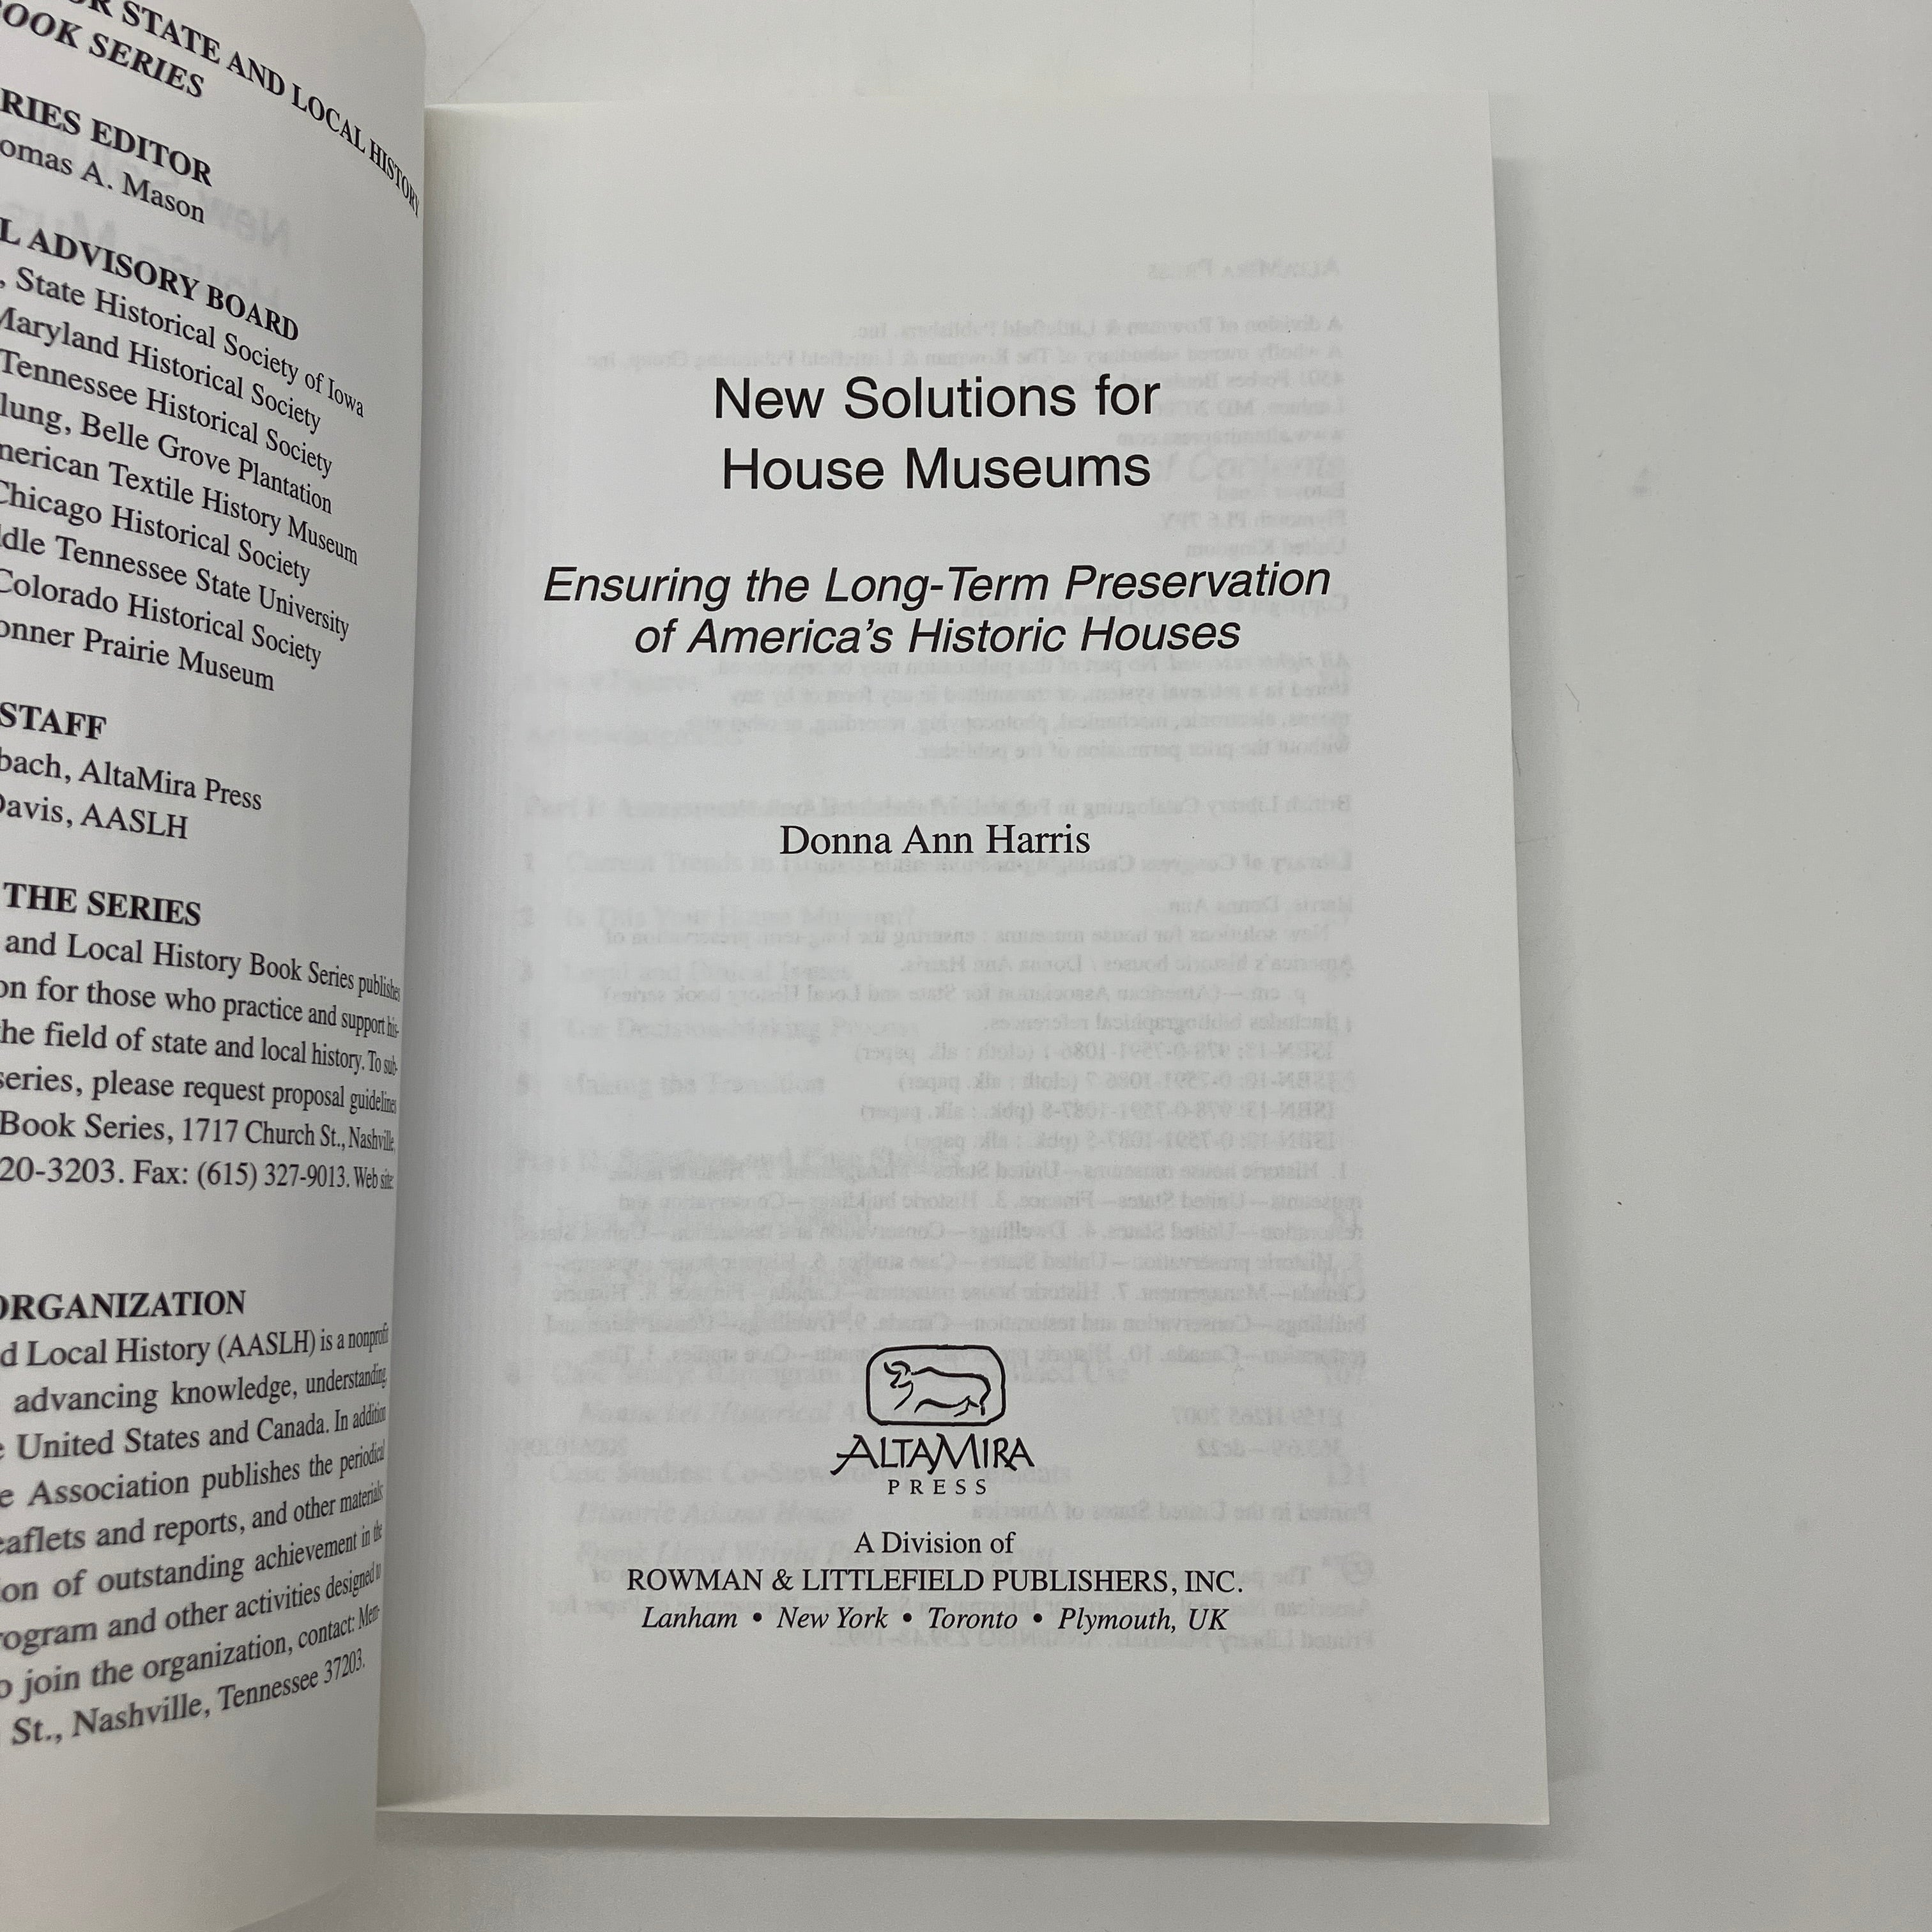 OR STATE AND LOCAL HISTORY
BOOK SERIES
RIES EDITOR
omas A. Mason
L ADVISORY BOARD
, State Historical Society of Iowa
Maryland Historical Society
Tennessee Historical Society
lung, Belle Grove Plantation
merican Textile History Museum
Chicago Historical Society
ddle Tennessee State University
Colorado Historical Society
onner Prairie Museum
STAFF
bach, AltaMira Press
Davis, AASLH
THE SERIES
and Local History Book Series publishes
on for those who practice and support his-
the field of state and local history. To sub-
series, please request proposal guidelines
Book Series, 1717 Church St., Nashville,
20-3203. Fax: (615) 327-9013. Web site:
ORGANIZATION
d Local History (AASLH) is a nonprofit
advancing knowledge, understanding
e United States and Canada. In addition
e Association publishes the periodical
eaflets and reports, and other materials
ion of outstanding achievement in the
rogram and other activities designed to
o join the organization, contact: Mem-
St., Nashville, Tennessee 37203.
New Solutions for
House Museums
Ensuring the Long-Term Preservation
of America's Historic Houses
Donna Ann Harris
ALTAMIRA
PRESS
A Division of
ROWMAN & LITTLEFIELD PUBLISHERS, INC.
Lanham • New York • Toronto • Plymouth, UK